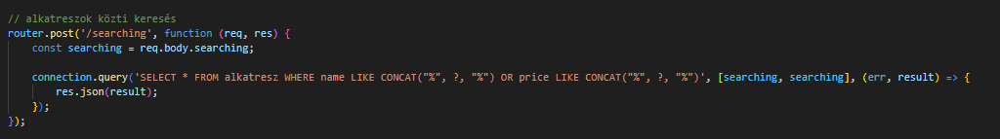 // alkatreszok közti keresés
router.post('/searching', function (req, res) {
    const searching = req.body.searching;

    connection.query('SELECT * FROM alkatresz WHERE name LIKE CONCAT("%", ?, "%") OR price LIKE CONCAT("%", ?, "%")', [searching, searching], (err, result) => {
        res.json(result);
    });
});